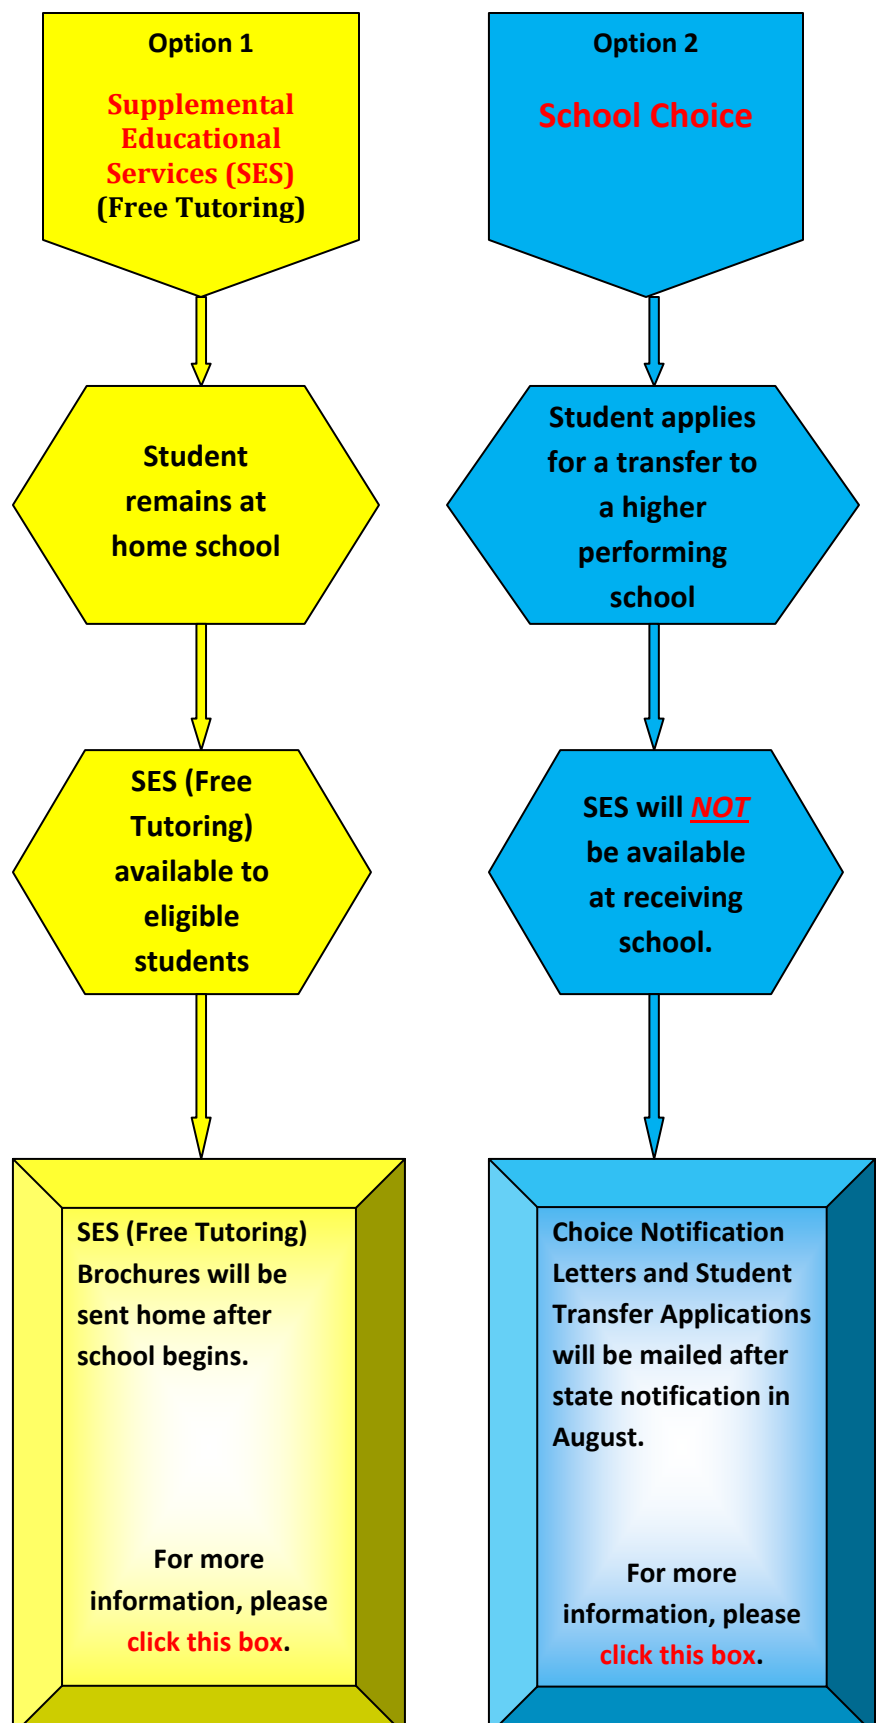 Option 1
Supplemental
Educational
Services (SES)
(Free Tutoring)
Student
remains at
home school
SES (Free
Tutoring)
available to
eligible
students
SES (Free Tutoring)
Brochures will be
sent home after
school begins.
For more
information, please
click this box.
Option 2
School Choice
Student applies
for a transfer to
a higher
performing
school
SES will NOT
be available
at receiving
school.
Choice Notification
Letters and Student
Transfer Applications
will be mailed after
state notification in
August.
For more
information, please
click this box.